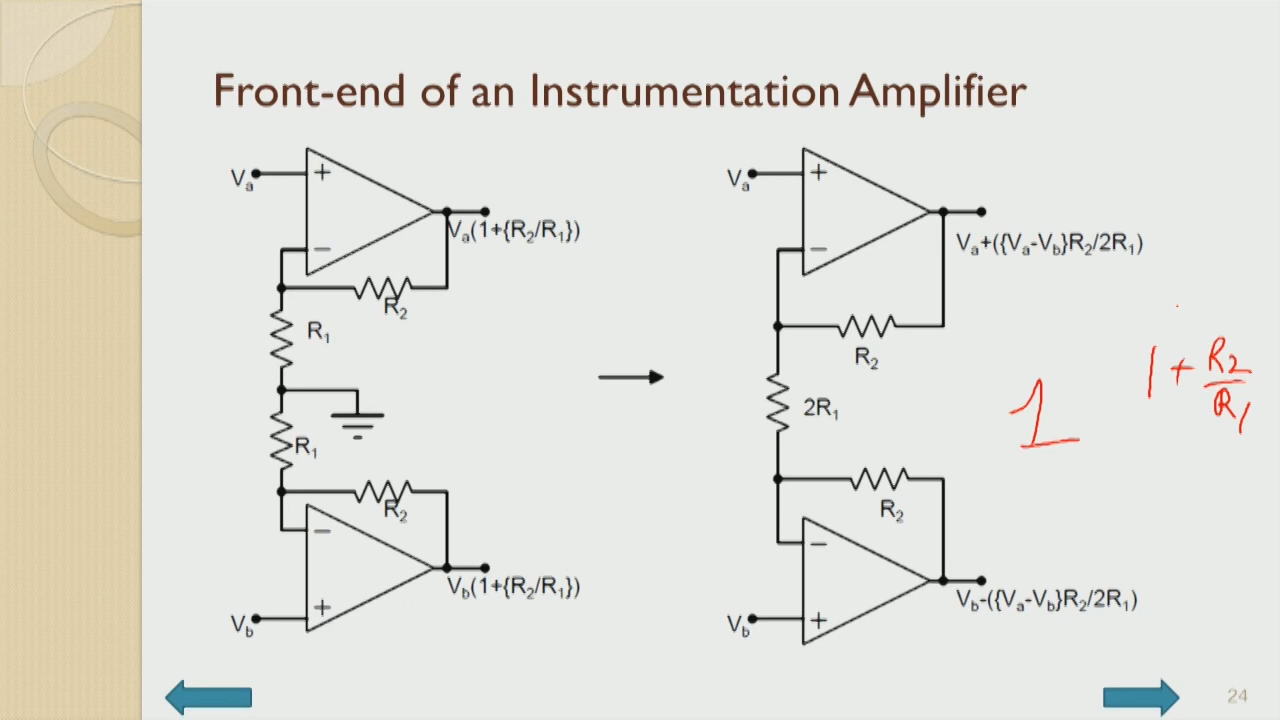 Front-end of an Instrumentation Amplifier
Va
+
−
Va(1+{R2/R1})
R2
R1
R1
R2
−
+
Vb(1+{R2/R1})
Vb
Va
+
−
Va+({Va-Vb}R2/2R1)
R2
2R1
R2
−
+
Vb-({Va-Vb}R2/2R1)
Vb
1
1 + R2/R1
24